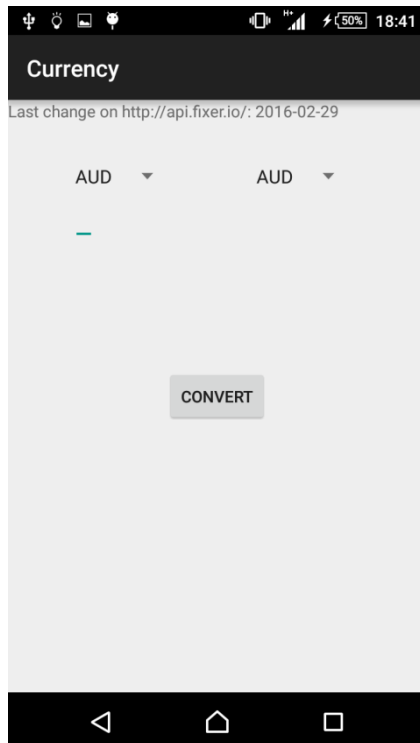 H+ 50% 18:41
Currency
Last change on http://api.fixer.io/: 2016-02-29
AUD AUD
CONVERT